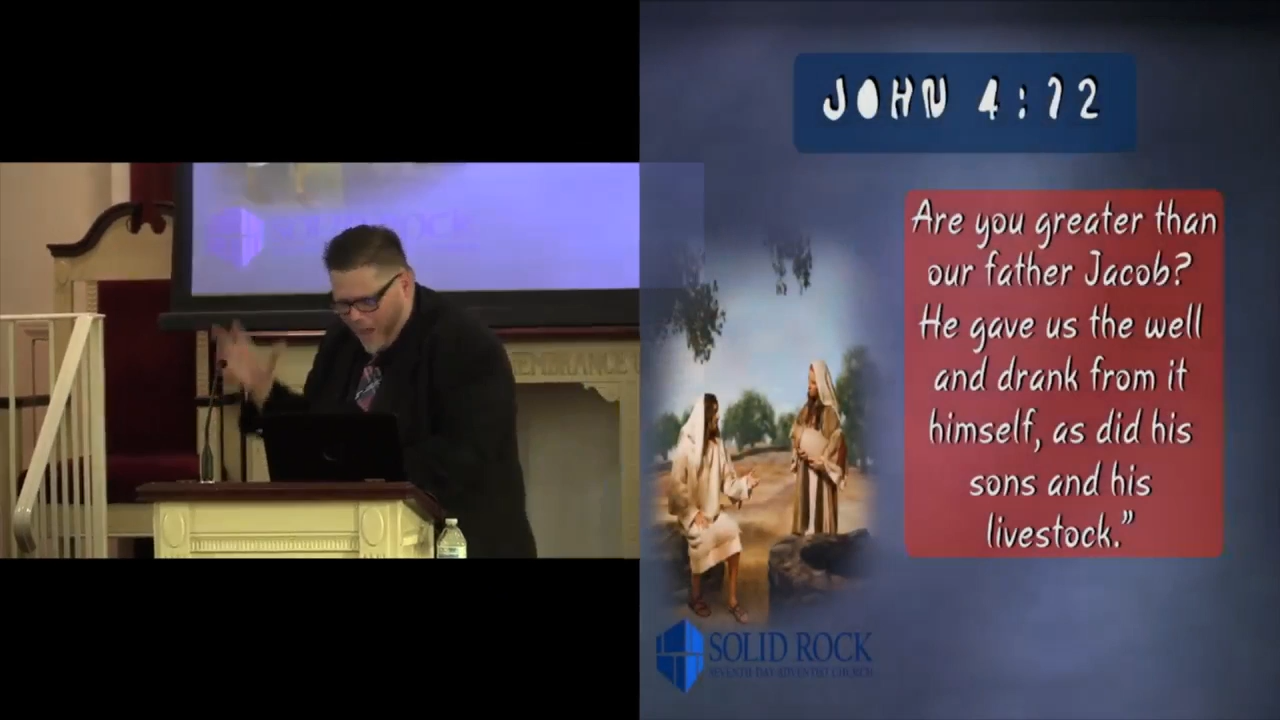 JOHN 4:12
Are you greater than
our father Jacob?
He gave us the well
and drank from it
himself, as did his
sons and his
livestock.”
SOLID ROCK
SEVENTH-DAY ADVENTIST CHURCH